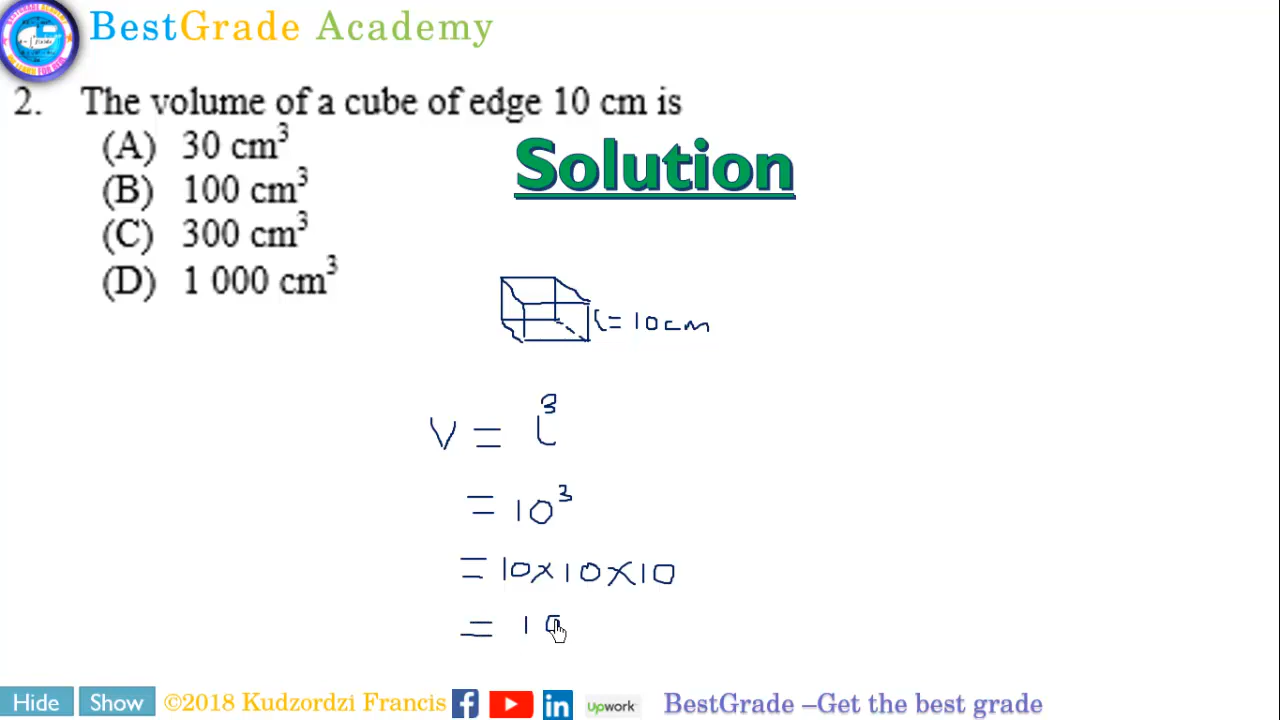 BestGrade Academy
2. The volume of a cube of edge 10 cm is
(A) 30 cm³
(B) 100 cm³
(C) 300 cm³
(D) 1 000 cm³
Solution
l = 10cm
V = l³
= 10³
= 10×10×10
= 10
Hide Show ©2018 Kudzordzi Francis upwork BestGrade –Get the best grade